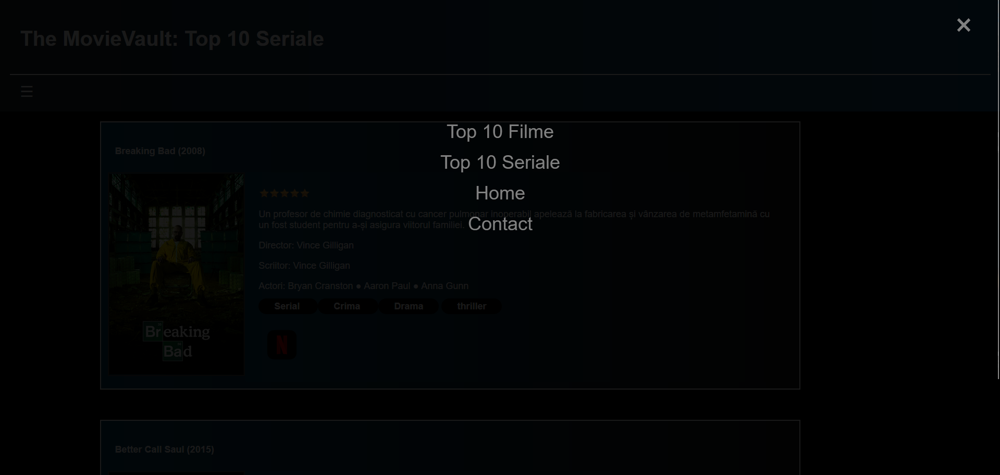 The MovieVault: Top 10 Seriale
×
☰
Top 10 Filme
Top 10 Seriale
Home
Contact
Breaking Bad (2008)
Un profesor de chimie diagnosticat cu cancer pulmonar inoperabil apelează la fabricarea și vânzarea de metamfetamină cu
un fost student pentru a-și asigura viitorul familiei.
Director: Vince Gilligan
Scriitor: Vince Gilligan
Actori: Bryan Cranston ● Aaron Paul ● Anna Gunn
Serial Crima Drama thriller
Breaking
Bad
N
Better Call Saul (2015)